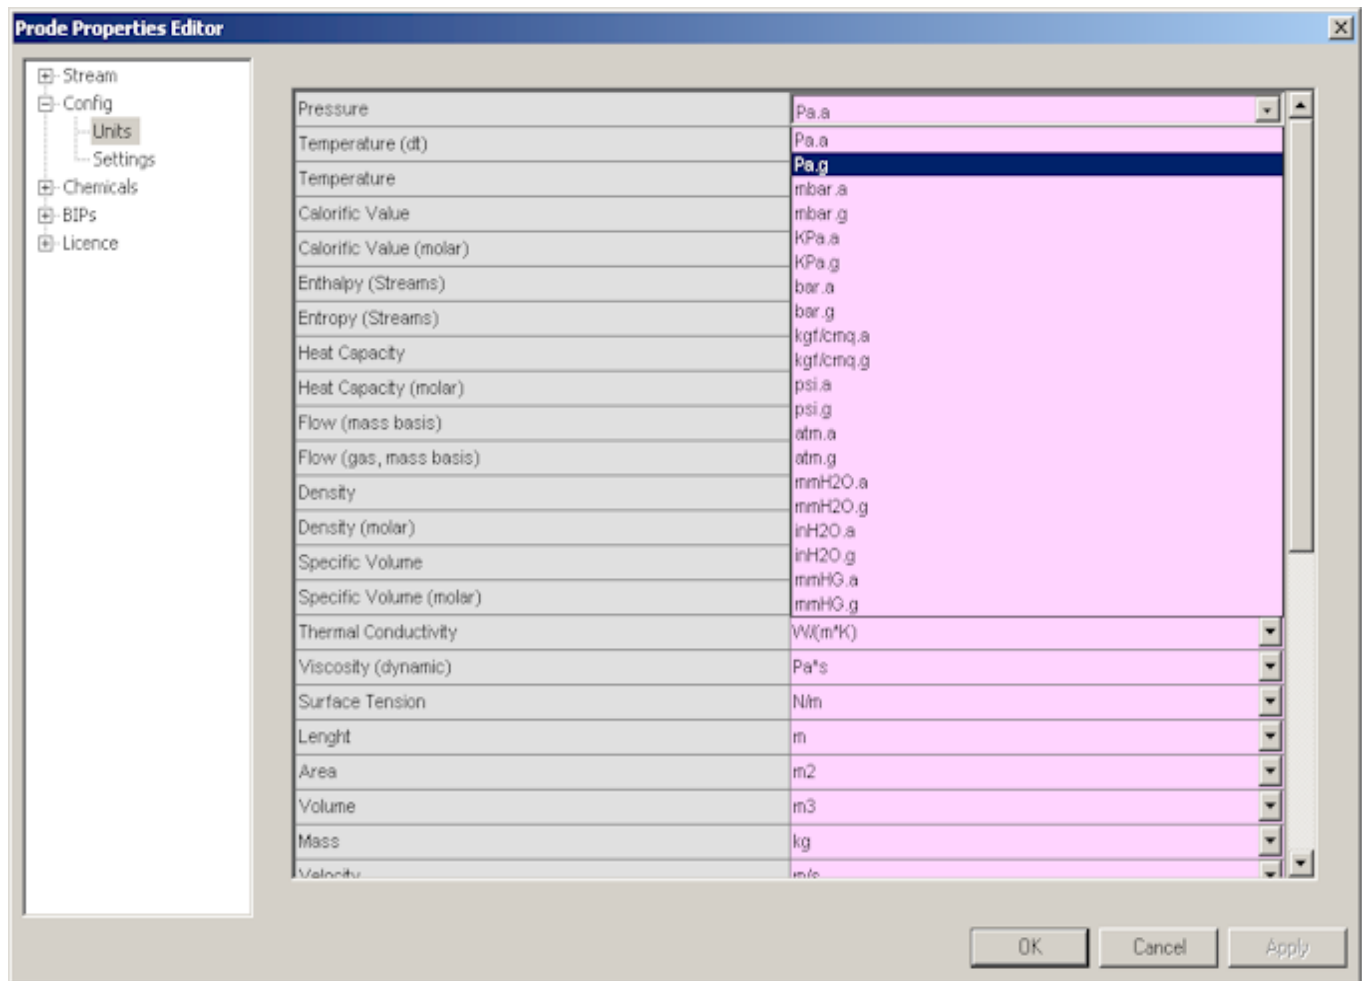 Prode Properties Editor
Stream
Config
Units
Settings
Chemicals
BIPs
Licence
Pressure
Pa.a
Temperature (dt)
Pa.a
Pa.g
Temperature
mbar.a
Calorific Value
mbar.g
KPa.a
Calorific Value (molar)
KPa.g
Enthalpy (Streams)
bar.a
bar.g
Entropy (Streams)
kgf/cmq.a
Heat Capacity
kgf/cmq.g
Heat Capacity (molar)
psi.a
psi.g
Flow (mass basis)
atm.a
Flow (gas, mass basis)
atm.g
mmH2O.a
Density
mmH2O.g
Density (molar)
inH2O.a
inH2O.g
Specific Volume
mmHG.a
Specific Volume (molar)
mmHG.g
Thermal Conductivity
W/(m*K)
Viscosity (dynamic)
Pa*s
Surface Tension
N/m
Lenght
m
Area
m2
Volume
m3
Mass
kg
Velocity
m/s
OK
Cancel
Apply